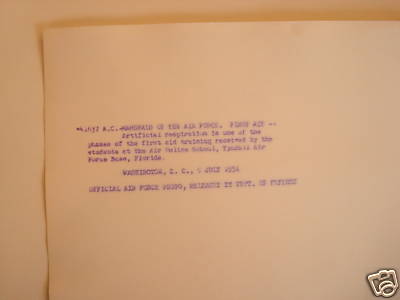 A.C.-HANDMAID OF THE AIR FORCE. FIRST AID --
Artificial respiration is one of the
phases of the first aid training received by the
students at the Air Police School, Tyndall Air
Force Base, Florida.
WASHINGTON, D. C., JULY 1954
OFFICIAL AIR FORCE PHOTO, RELEASED BY DEPT. OF DEFENSE